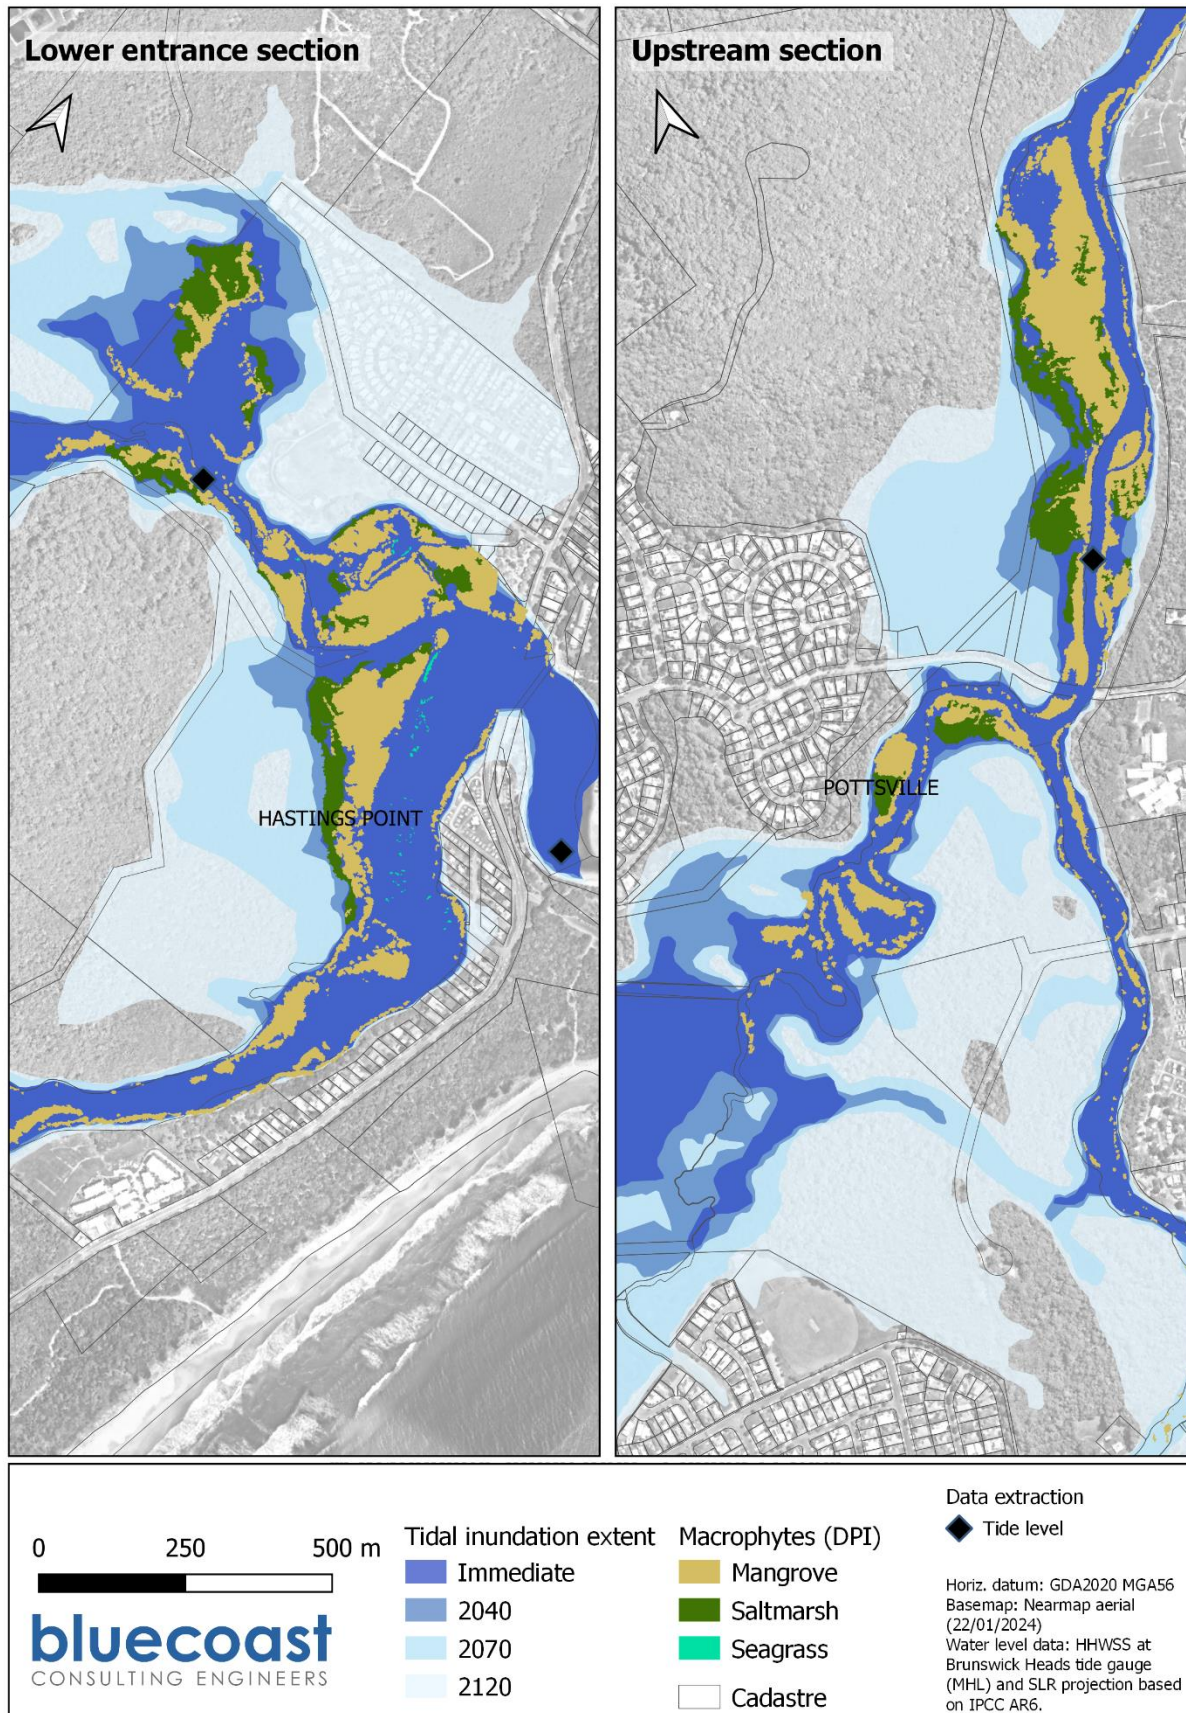 Lower entrance section
Upstream section
HASTINGS POINT
POTTSVILLE
0 250 500 m
bluecoast
CONSULTING ENGINEERS
Tidal inundation extent
Immediate
2040
2070
2120
Macrophytes (DPI)
Mangrove
Saltmarsh
Seagrass
Cadastre
Data extraction
Tide level
Horiz. datum: GDA2020 MGA56
Basemap: Nearmap aerial
(22/01/2024)
Water level data: HHWSS at
Brunswick Heads tide gauge
(MHL) and SLR projection based
on IPCC AR6.